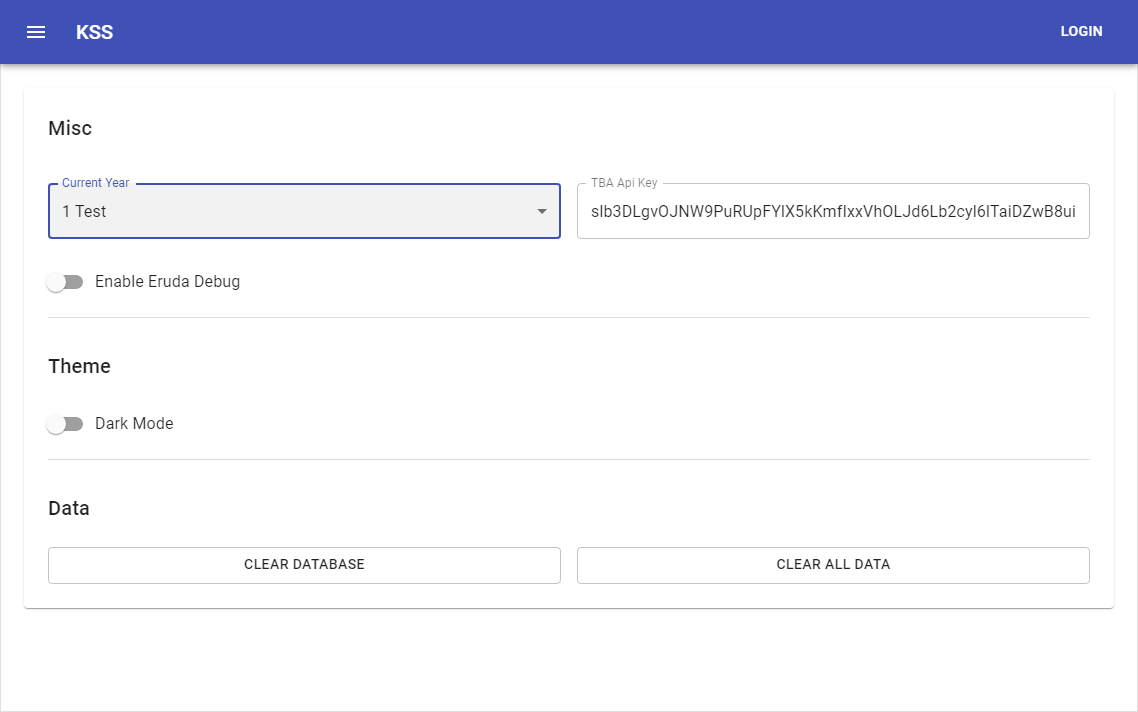 KSS
LOGIN
Misc
Current Year
1 Test
TBA Api Key
Enable Eruda Debug
Theme
Dark Mode
Data
CLEAR DATABASE
CLEAR ALL DATA